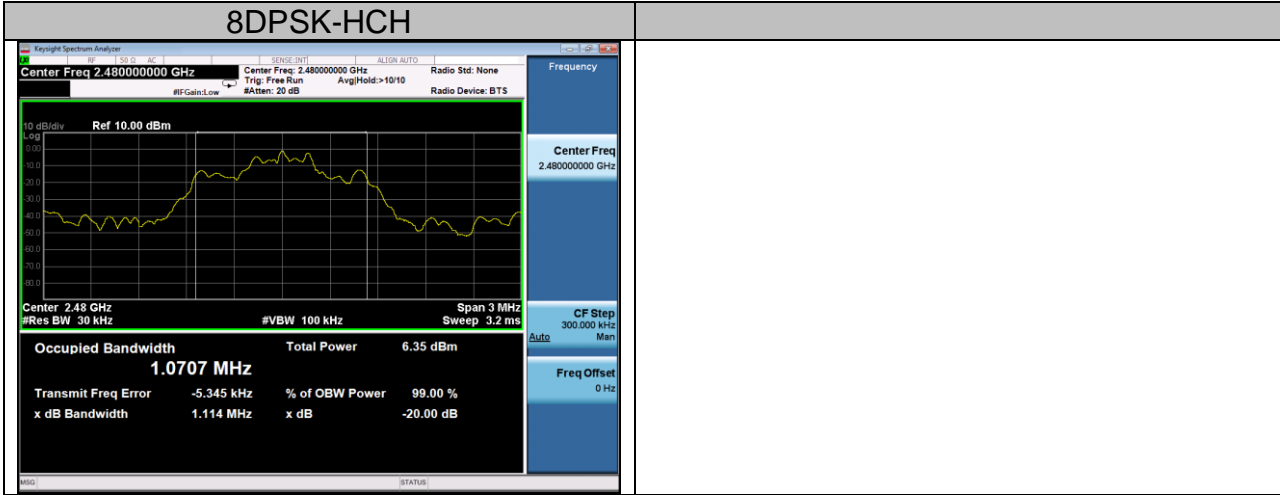 8DPSK-HCH
Keysight Spectrum Analyzer
RF 50 Ω AC SENSE:INT ALIGN AUTO
Center Freq 2.480000000 GHz
Center Freq: 2.480000000 GHz Radio Std: None
Trig: Free Run Avg|Hold:>10/10
#IFGain:Low #Atten: 20 dB Radio Device: BTS
Frequency
10 dB/div Ref 10.00 dBm
Log
0.00
-10.0
-20.0
-30.0
-40.0
-50.0
-60.0
-70.0
-80.0
Center Freq
2.480000000 GHz
Center 2.48 GHz Span 3 MHz
#Res BW 30 kHz #VBW 100 kHz Sweep 3.2 ms
CF Step
300.000 kHz
Auto Man
Occupied Bandwidth Total Power 6.35 dBm
1.0707 MHz
Transmit Freq Error -5.345 kHz % of OBW Power 99.00 %
x dB Bandwidth 1.114 MHz x dB -20.00 dB
Freq Offset
0 Hz
MSG STATUS